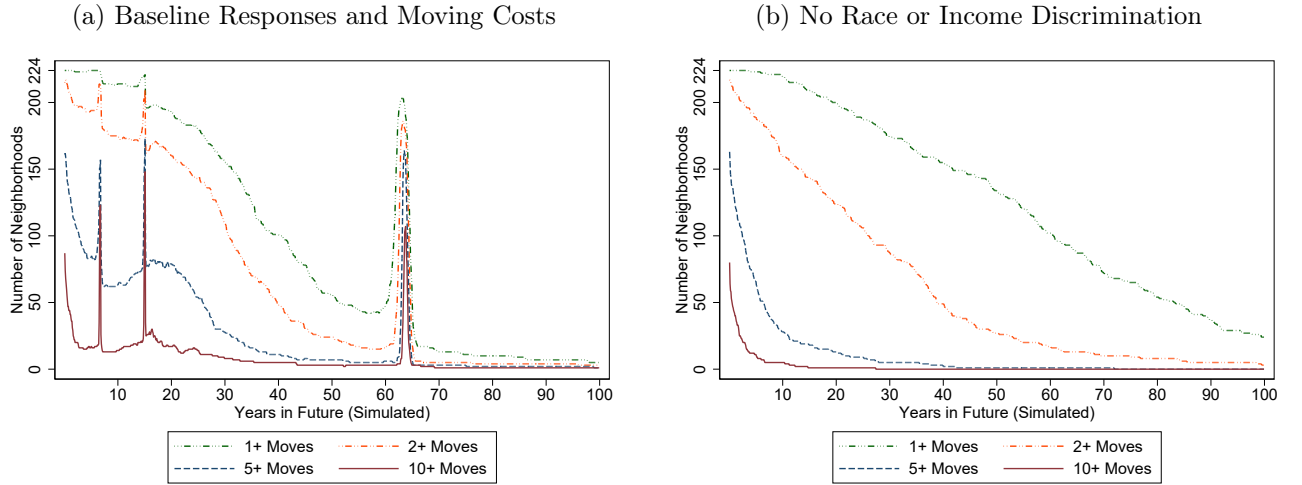 (a) Baseline Responses and Moving Costs
Number of Neighborhoods
224
200
150
100
50
0
10 20 30 40 50 60 70 80 90 100
Years in Future (Simulated)
1+ Moves 2+ Moves
5+ Moves 10+ Moves
(b) No Race or Income Discrimination
Number of Neighborhoods
224
200
150
100
50
0
10 20 30 40 50 60 70 80 90 100
Years in Future (Simulated)
1+ Moves 2+ Moves
5+ Moves 10+ Moves